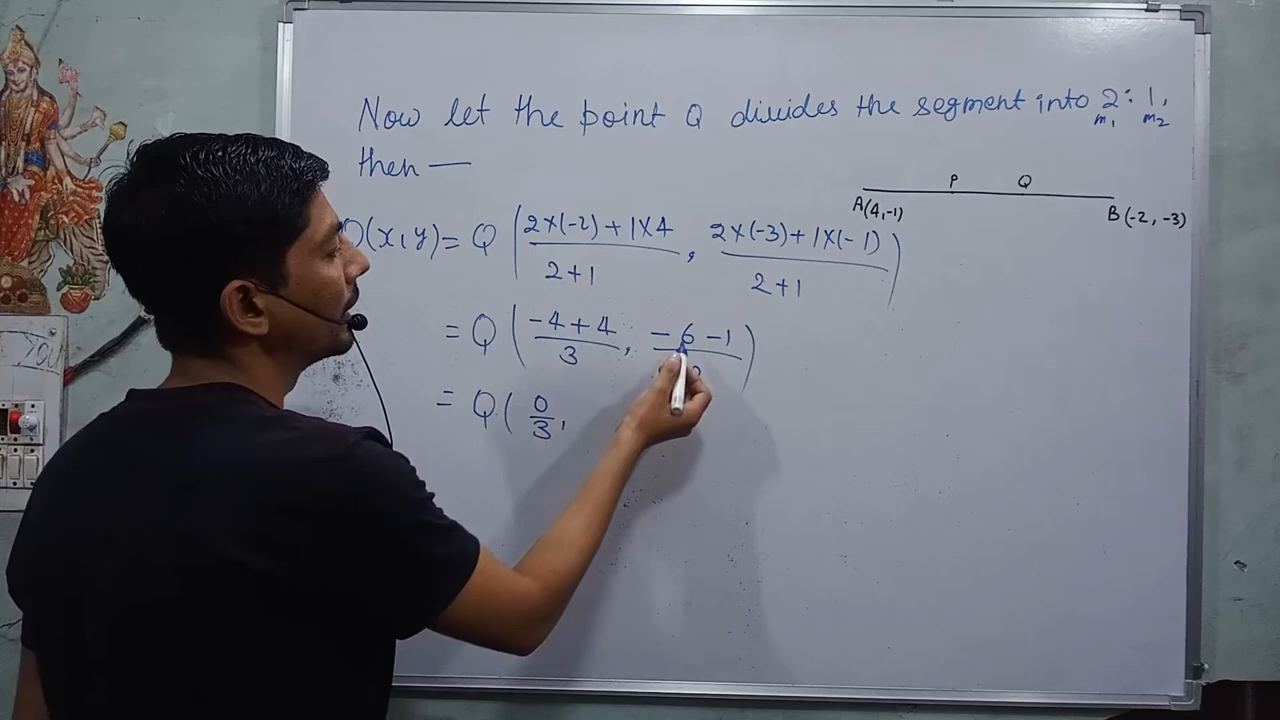 Now let the point Q divides the segment into 2 : 1,
m₁ m₂
then —
P Q
A(4,-1) B(-2, -3)
Q(x,y) = Q ( (2×(-2)+1×4)/(2+1) , (2×(-3)+1×(-1))/(2+1) )
= Q ( (-4+4)/3 , (-6-1)/3 )
= Q ( 0/3 ,